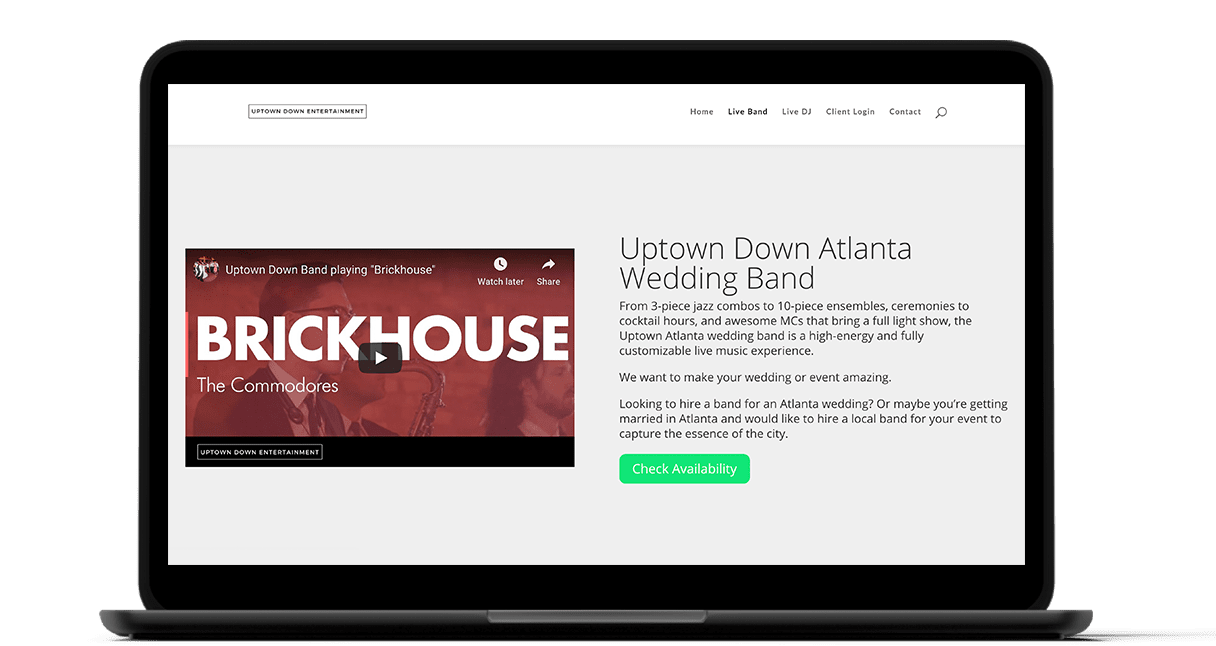 UPTOWN DOWN ENTERTAINMENT
Home Live Band Live DJ Client Login Contact
Uptown Down Band playing "Brickhouse"
Watch later Share
BRICKHOUSE
The Commodores
UPTOWN DOWN ENTERTAINMENT
Uptown Down Atlanta
Wedding Band
From 3-piece jazz combos to 10-piece ensembles, ceremonies to
cocktail hours, and awesome MCs that bring a full light show, the
Uptown Atlanta wedding band is a high-energy and fully
customizable live music experience.
We want to make your wedding or event amazing.
Looking to hire a band for an Atlanta wedding? Or maybe you’re getting
married in Atlanta and would like to hire a local band for your event to
capture the essence of the city.
Check Availability